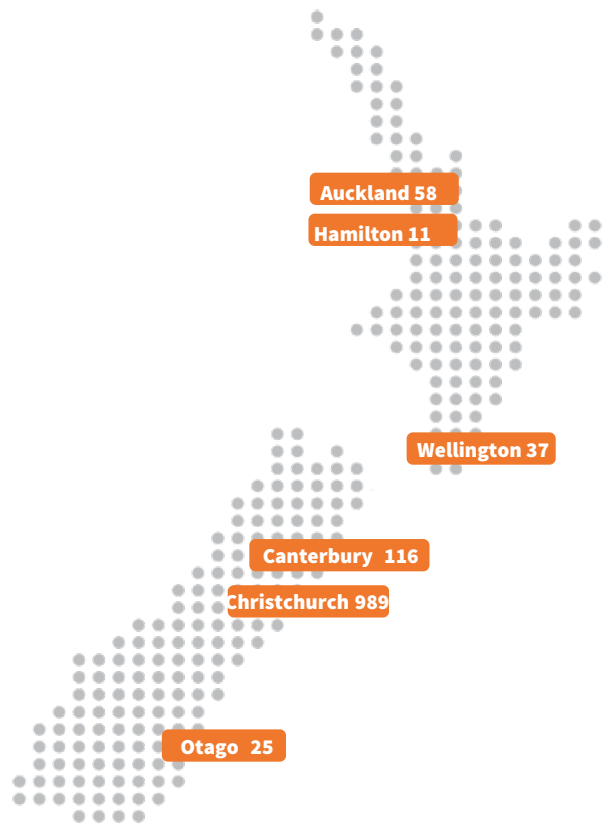 Auckland 58
Hamilton 11
Wellington 37
Canterbury 116
Christchurch 989
Otago 25